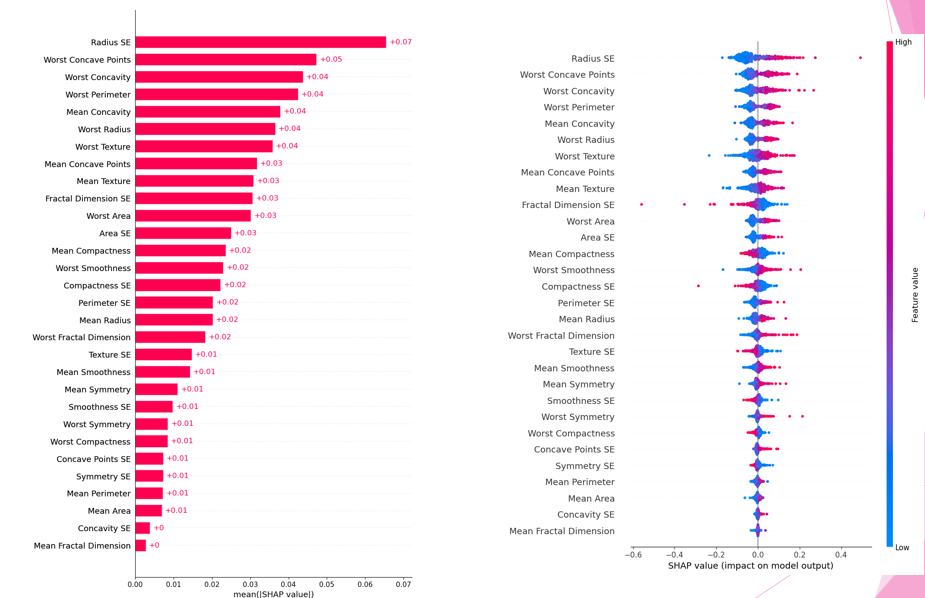 Radius SE +0.07
Worst Concave Points +0.05
Worst Concavity +0.04
Worst Perimeter +0.04
Mean Concavity +0.04
Worst Radius +0.04
Worst Texture +0.04
Mean Concave Points +0.03
Mean Texture +0.03
Fractal Dimension SE +0.03
Worst Area +0.03
Area SE +0.03
Mean Compactness +0.02
Worst Smoothness +0.02
Compactness SE +0.02
Perimeter SE +0.02
Mean Radius +0.02
Worst Fractal Dimension +0.02
Texture SE +0.01
Mean Smoothness +0.01
Mean Symmetry +0.01
Smoothness SE +0.01
Worst Symmetry +0.01
Worst Compactness +0.01
Concave Points SE +0.01
Symmetry SE +0.01
Mean Perimeter +0.01
Mean Area +0.01
Concavity SE +0
Mean Fractal Dimension +0
0.00 0.01 0.02 0.03 0.04 0.05 0.06 0.07
mean(|SHAP value|)
High
Radius SE
Worst Concave Points
Worst Concavity
Worst Perimeter
Mean Concavity
Worst Radius
Worst Texture
Mean Concave Points
Mean Texture
Fractal Dimension SE
Worst Area
Area SE
Mean Compactness
Worst Smoothness
Compactness SE
Perimeter SE
Mean Radius
Worst Fractal Dimension
Texture SE
Mean Smoothness
Mean Symmetry
Smoothness SE
Worst Symmetry
Worst Compactness
Concave Points SE
Symmetry SE
Mean Perimeter
Mean Area
Concavity SE
Mean Fractal Dimension
−0.6 −0.4 −0.2 0.0 0.2 0.4
SHAP value (impact on model output)
Feature value
Low